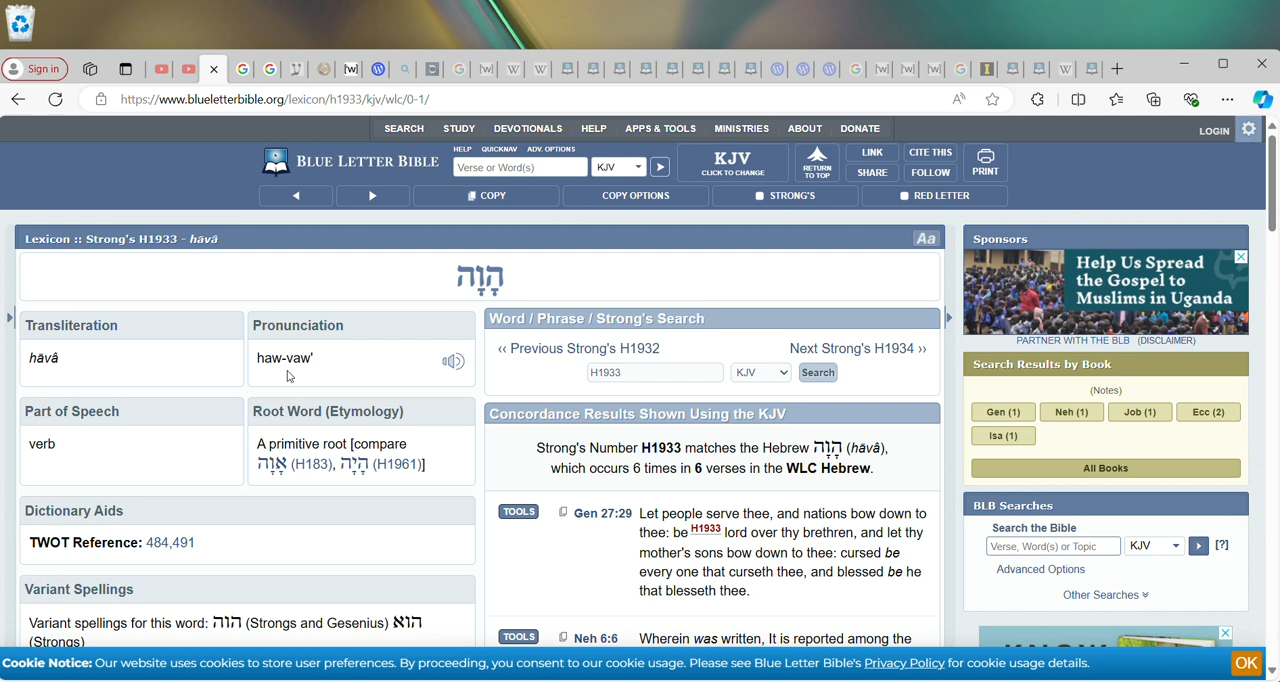 Sign in
https://www.blueletterbible.org/lexicon/h1933/kjv/wlc/0-1/
SEARCH STUDY DEVOTIONALS HELP APPS & TOOLS MINISTRIES ABOUT DONATE
LOGIN
BLUE LETTER BIBLE
HELP QUICKNAV ADV. OPTIONS
Verse or Word(s) KJV
KJV
CLICK TO CHANGE
RETURN
TO TOP
LINK CITE THIS
SHARE FOLLOW
PRINT
COPY COPY OPTIONS STRONG'S RED LETTER
Lexicon :: Strong's H1933 - hāvâ
Aa
הָוָה
Transliteration
hāvâ
Pronunciation
haw-vaw'
Part of Speech
verb
Root Word (Etymology)
A primitive root [compare
אָוָה (H183), הָיָה (H1961)]
Dictionary Aids
TWOT Reference: 484,491
Variant Spellings
Variant spellings for this word: הוה (Strongs and Gesenius) הוא
(Strongs)
Word / Phrase / Strong's Search
‹‹ Previous Strong's H1932 Next Strong's H1934 ››
H1933 KJV Search
Concordance Results Shown Using the KJV
Strong's Number H1933 matches the Hebrew הָוָה (hāvâ),
which occurs 6 times in 6 verses in the WLC Hebrew.
TOOLS Gen 27:29 Let people serve thee, and nations bow down to
thee: be H1933 lord over thy brethren, and let thy
mother's sons bow down to thee: cursed be
every one that curseth thee, and blessed be he
that blesseth thee.
TOOLS Neh 6:6 Wherein was written, It is reported among the
Sponsors
Help Us Spread
the Gospel to
Muslims in Uganda
PARTNER WITH THE BLB (DISCLAIMER)
Search Results by Book
(Notes)
Gen (1) Neh (1) Job (1) Ecc (2)
Isa (1)
All Books
BLB Searches
Search the Bible
Verse, Word(s) or Topic KJV [?]
Advanced Options
Other Searches
Cookie Notice: Our website uses cookies to store user preferences. By proceeding, you consent to our cookie usage. Please see Blue Letter Bible's Privacy Policy for cookie usage details.
OK